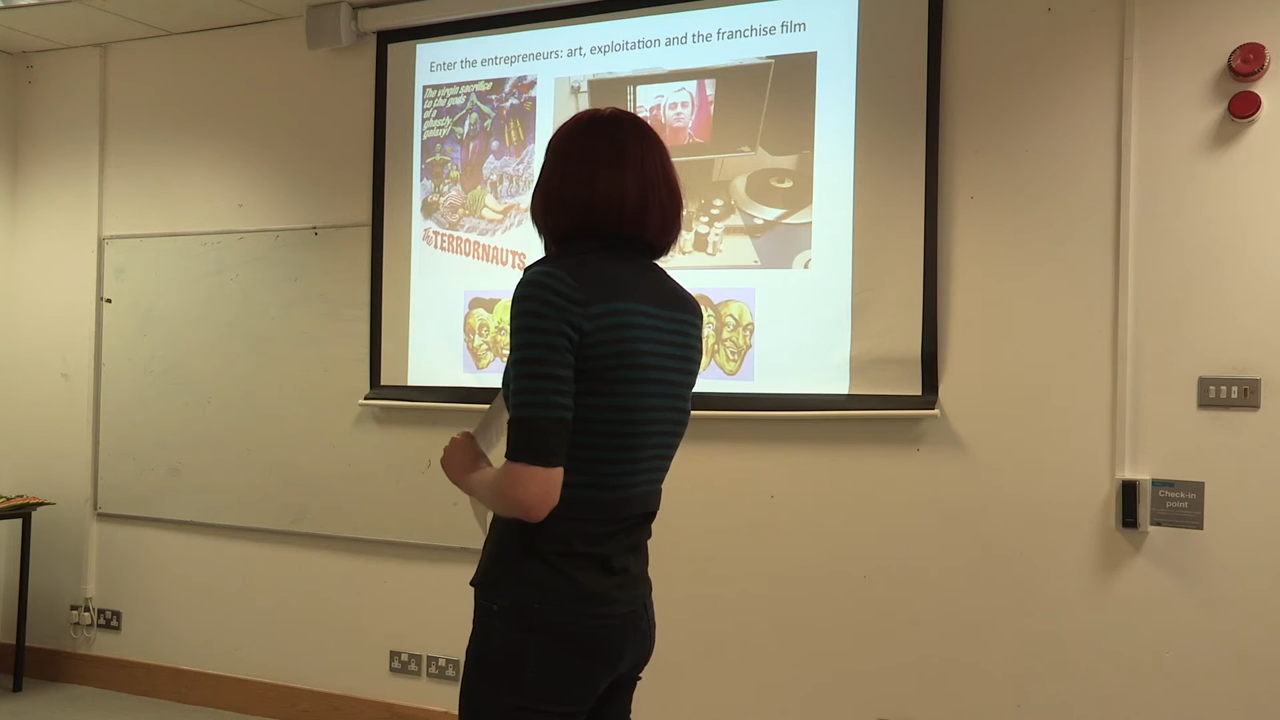 Enter the entrepreneurs: art, exploitation and the franchise film
The virgin sacrifice
to the gods
of a
ghastly
galaxy!
The TERRORNAUTS
Check-in
point